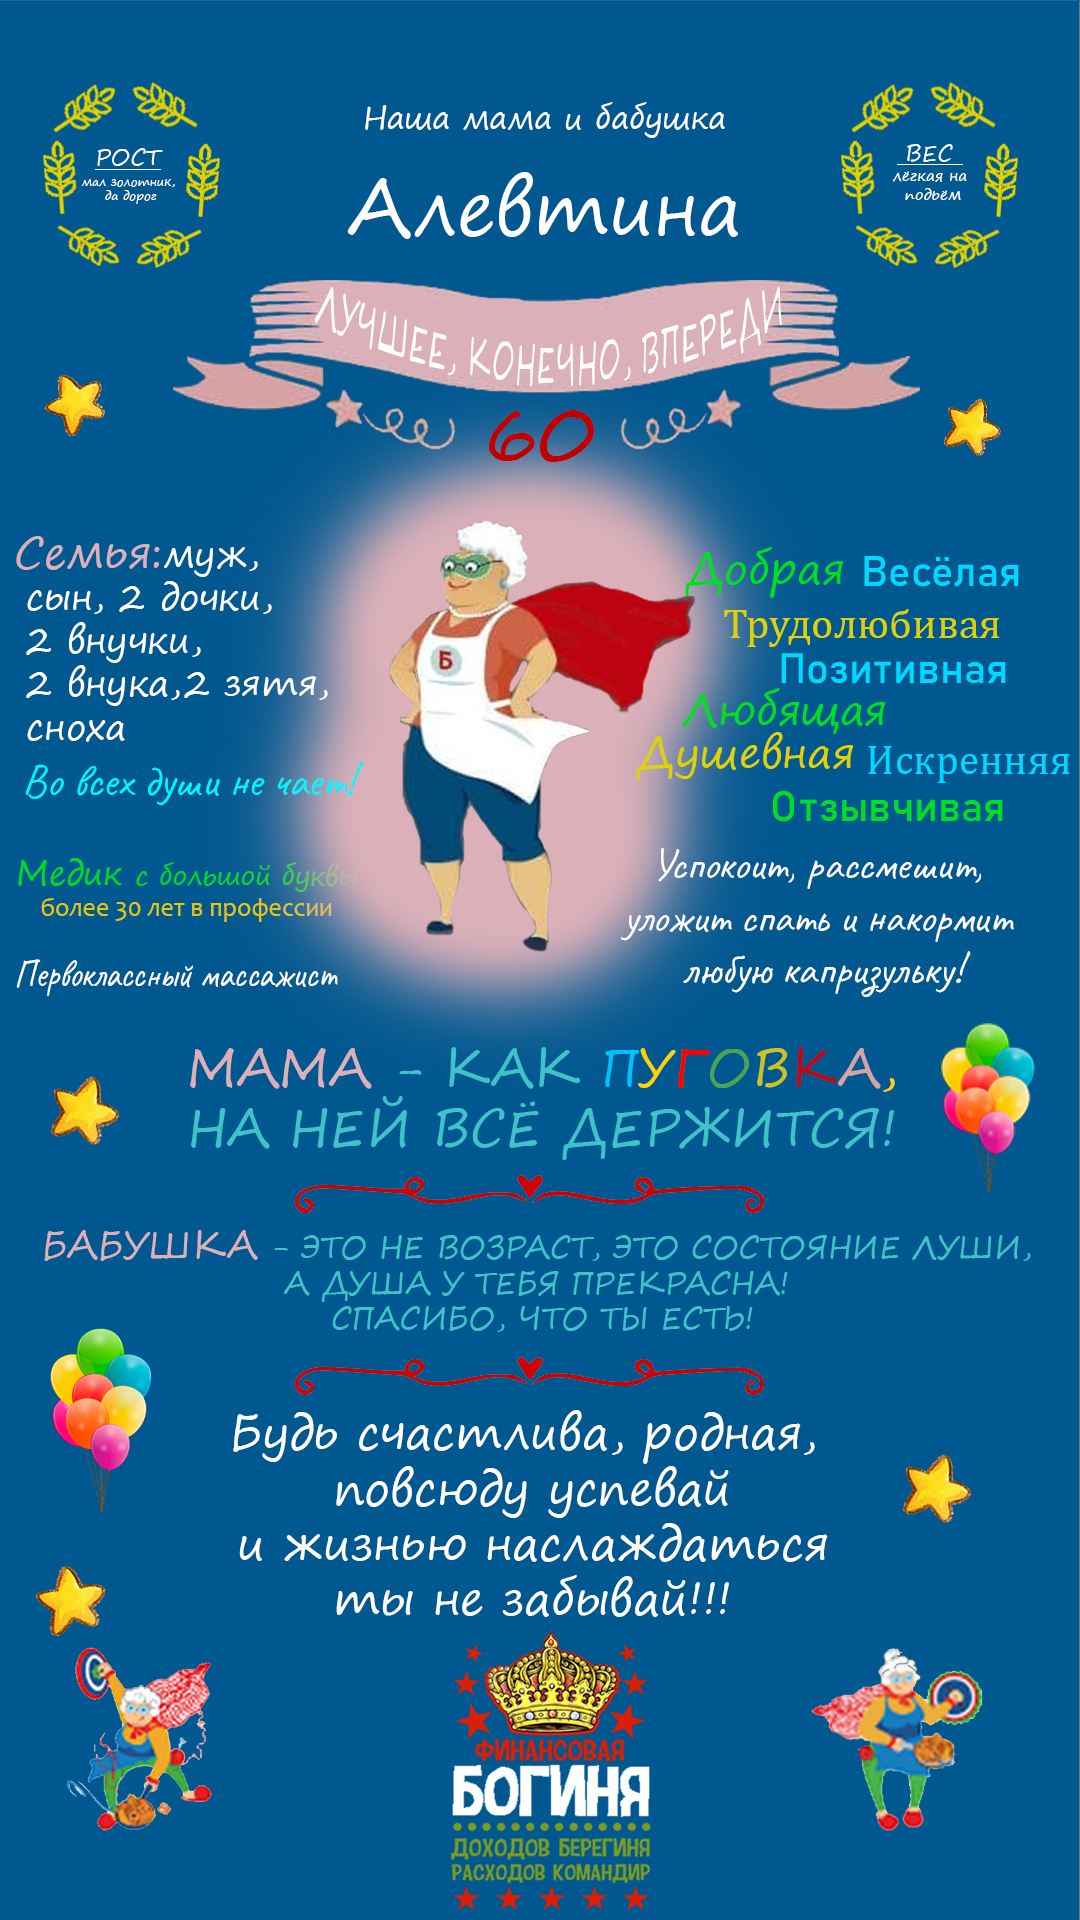 Наша мама и бабушка
РОСТ
мал золотник,
да дорог
ВЕС
лёгкая на
подъём
Алевтина
ЛУЧШЕЕ, КОНЕЧНО, ВПЕРЕДИ
60
Семья:муж,
сын, 2 дочки,
2 внучки,
2 внука,2 зятя,
сноха
Во всех души не чает!
Б
Добрая Весёлая
Трудолюбивая
Позитивная
Любящая
Душевная Искренняя
Отзывчивая
Медик с большой буквы
более 30 лет в профессии
Первоклассный массажист
Успокоит, рассмешит,
уложит спать и накормит
любую капризульку!
МАМА - КАК ПУГОВКА,
НА НЕЙ ВСЁ ДЕРЖИТСЯ!
БАБУШКА - ЭТО НЕ ВОЗРАСТ, ЭТО СОСТОЯНИЕ ЛУШИ,
А ДУША У ТЕБЯ ПРЕКРАСНА!
СПАСИБО, ЧТО ТЫ ЕСТЬ!
Будь счастлива, родная,
повсюду успевай
и жизнью наслаждаться
ты не забывай!!!
ФИНАНСОВАЯ
БОГИНЯ
ДОХОДОВ БЕРЕГИНЯ
РАСХОДОВ КОМАНДИР